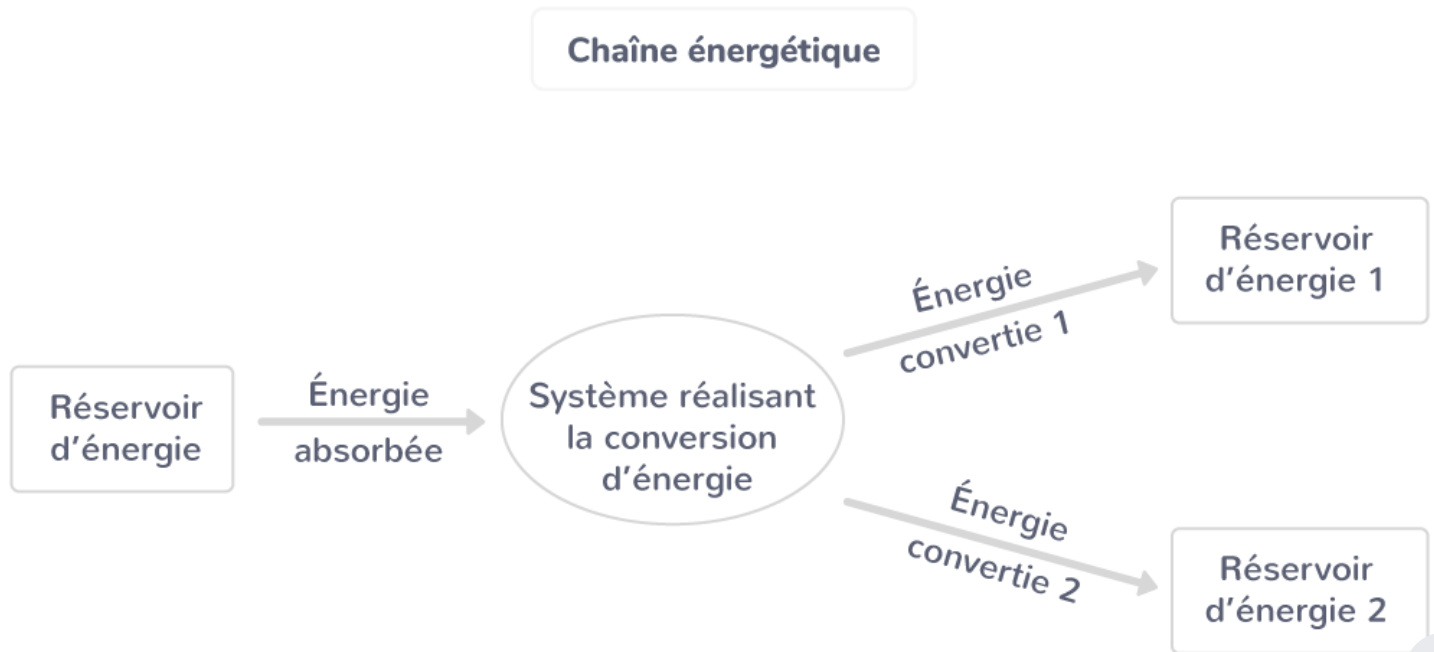 Chaîne énergétique
Réservoir
d'énergie
Énergie
absorbée
Système réalisant
la conversion
d'énergie
Énergie
convertie 1
Réservoir
d'énergie 1
Énergie
convertie 2
Réservoir
d'énergie 2